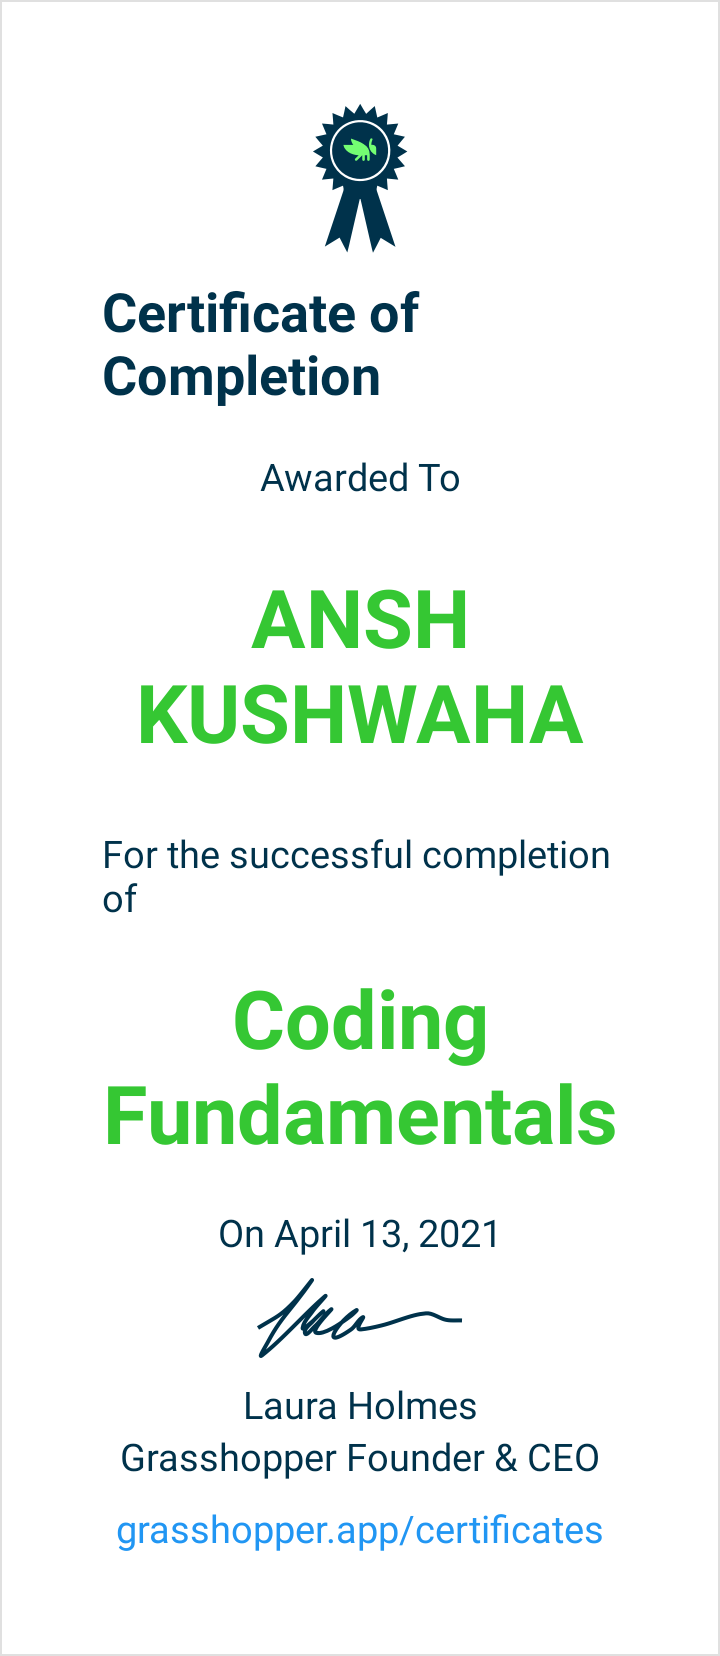 Certificate of
Completion
Awarded To
ANSH
KUSHWAHA
For the successful completion
of
Coding
Fundamentals
On April 13, 2021
Laura Holmes
Grasshopper Founder & CEO
grasshopper.app/certificates